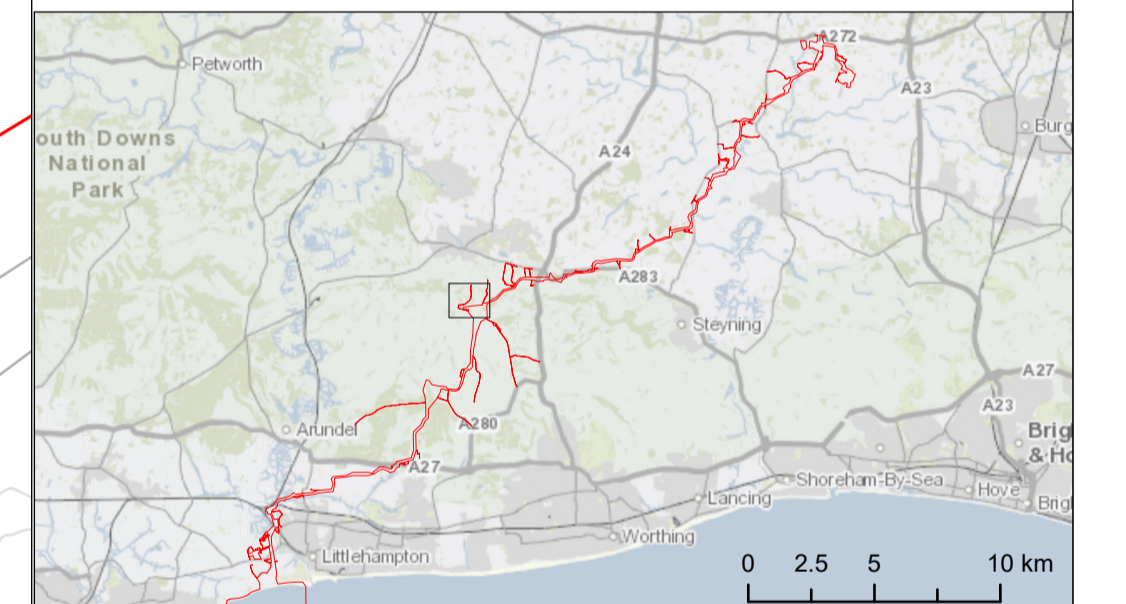 A272
Petworth
A23
Burg
outh Downs
National
Park
A24
A283
Steyning
A27
A23
Arundel
A280
Brig
& Ho
A27
Shoreham-By-Sea
Hove
Lancing
Brig
Worthing
Littlehampton
0 2.5 5 10 km